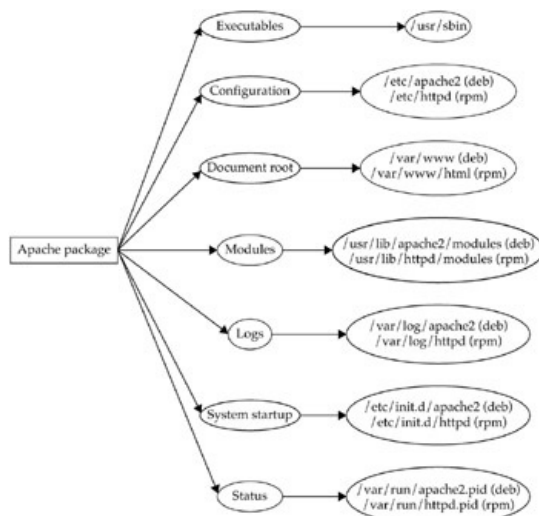 Executables
/usr/sbin
Configuration
/etc/apache2 (deb)
/etc/httpd (rpm)
Document root
/var/www (deb)
/var/www/html (rpm)
Apache package
Modules
/usr/lib/apache2/modules (deb)
/usr/lib/httpd/modules (rpm)
Logs
/var/log/apache2 (deb)
/var/log/httpd (rpm)
System startup
/etc/init.d/apache2 (deb)
/etc/init.d/httpd (rpm)
Status
/var/run/apache2.pid (deb)
/var/run/httpd.pid (rpm)